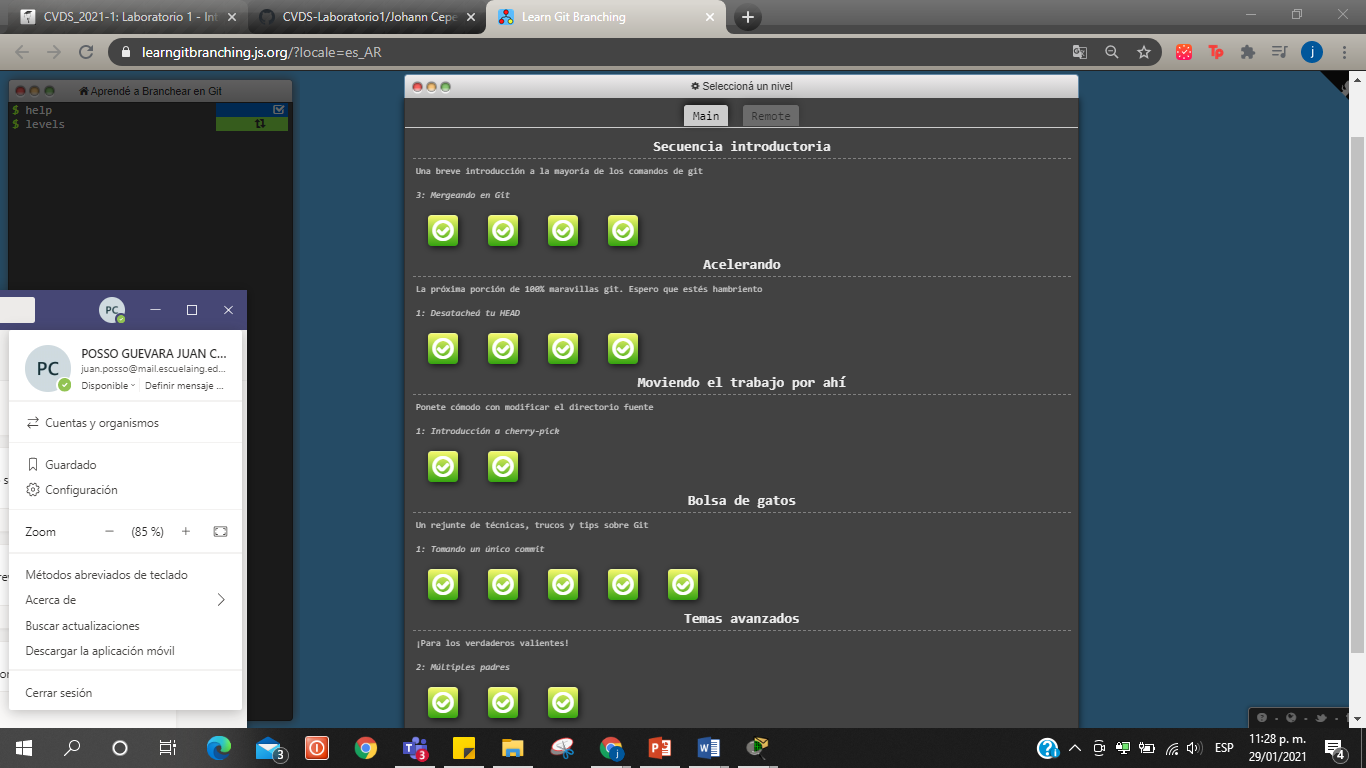 CVDS_2021-1: Laboratorio 1 - Int
CVDS-Laboratorio1/Johann Cepe
Learn Git Branching
learngitbranching.js.org/?locale=es_AR
j
Aprendé a Branchear en Git
$ help
$ levels
Seleccioná un nivel
Main
Remote
Secuencia introductoria
Una breve introducción a la mayoría de los comandos de git
3: Mergeando en Git
Acelerando
La próxima porción de 100% maravillas git. Espero que estés hambriento
1: Desatacheá tu HEAD
Moviendo el trabajo por ahí
Ponete cómodo con modificar el directorio fuente
1: Introducción a cherry-pick
Bolsa de gatos
Un rejunte de técnicas, trucos y tips sobre Git
1: Tomando un único commit
Temas avanzados
¡Para los verdaderos valientes!
2: Múltiples padres
PC
PC
POSSO GUEVARA JUAN C...
juan.posso@mail.escuelaing.ed...
Disponible
Definir mensaje ...
Cuentas y organismos
Guardado
Configuración
Zoom
(85 %)
Métodos abreviados de teclado
Acerca de
Buscar actualizaciones
Descargar la aplicación móvil
Cerrar sesión
3
3
j
ESP
11:28 p. m.
29/01/2021
4